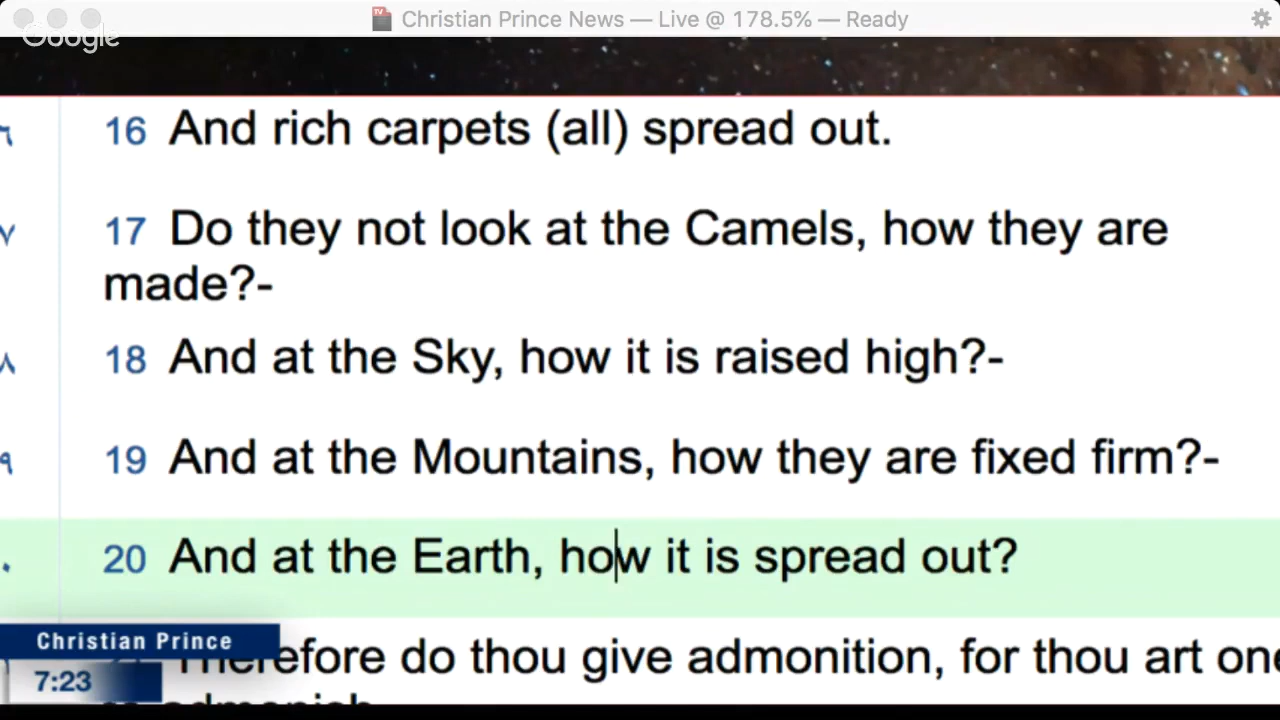 Christian Prince News — Live @ 178.5% — Ready
Google
16 And rich carpets (all) spread out.
١٧ 17 Do they not look at the Camels, how they are
made?-
18 And at the Sky, how it is raised high?-
19 And at the Mountains, how they are fixed firm?-
20 And at the Earth, how it is spread out?
Christian Prince
Therefore do thou give admonition, for thou art one
7:23
admonish.